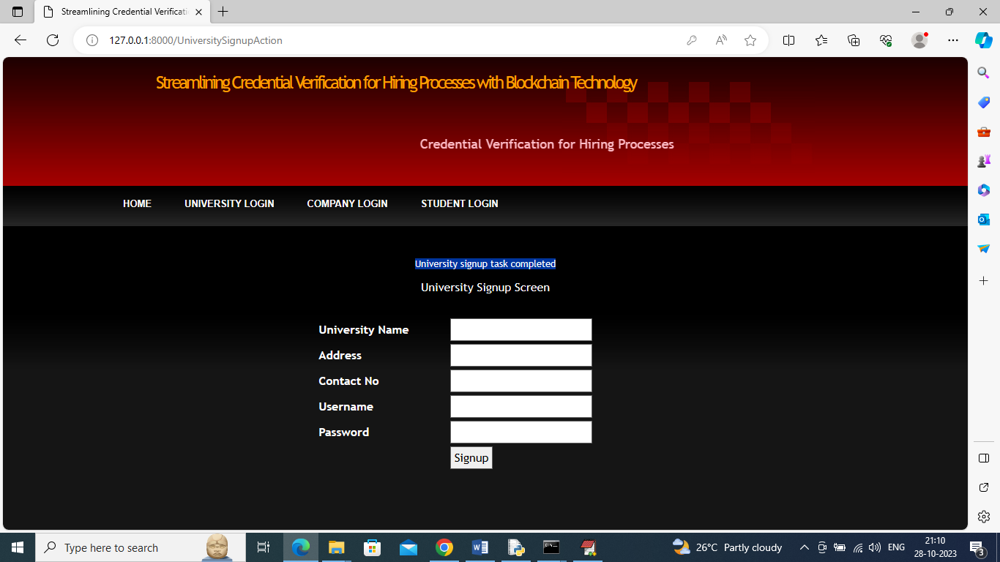 Streamlining Credential Verificati
127.0.0.1:8000/UniversitySignupAction
Streamlining Credential Verification for Hiring Processes with Blockchain Technology
Credential Verification for Hiring Processes
HOME UNIVERSITY LOGIN COMPANY LOGIN STUDENT LOGIN
University signup task completed
University Signup Screen
University Name
Address
Contact No
Username
Password
Signup
Type here to search
26°C Partly cloudy
ENG
21:10
28-10-2023
3